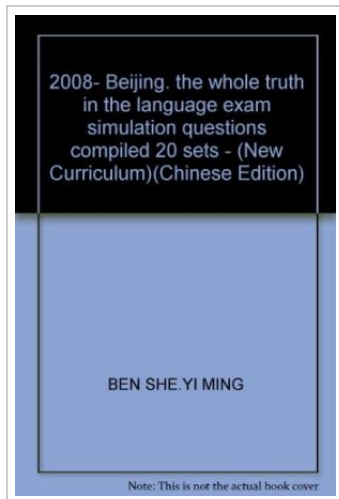 2008- Beijing. the whole truth
in the language exam
simulation questions
compiled 20 sets - (New
Curriculum)(Chinese Edition)
BEN SHE.YI MING
Note: This is not the actual book cover